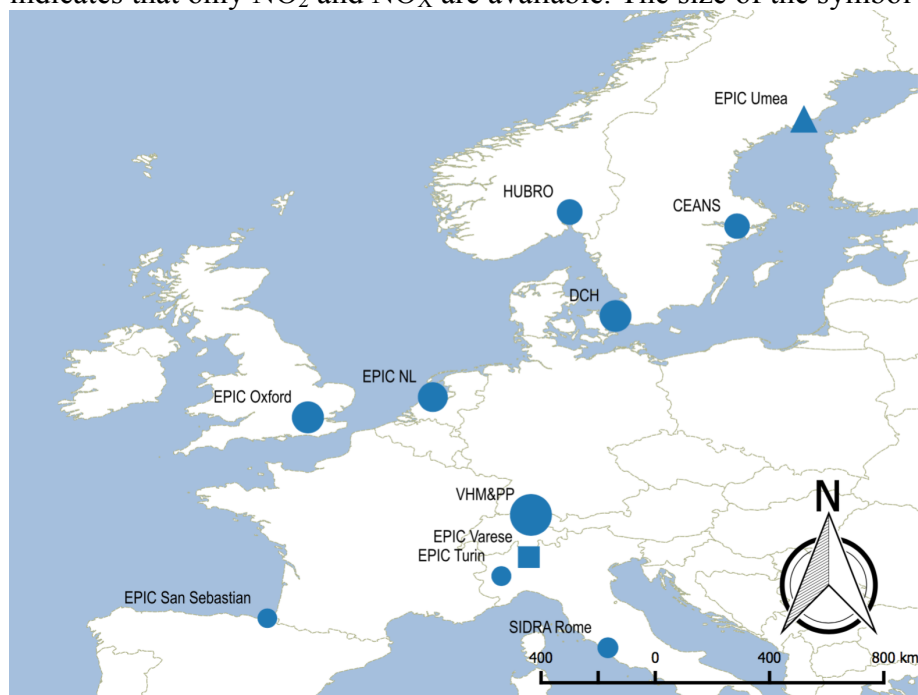 indicates that only NO₂ and NOₓ are available. The size of the symbol
EPIC Umea
HUBRO
CEANS
DCH
EPIC NL
EPIC Oxford
VHM&PP
EPIC Varese
EPIC Turin
EPIC San Sebastian
SIDRA Rome
N
400 0 400 800 km